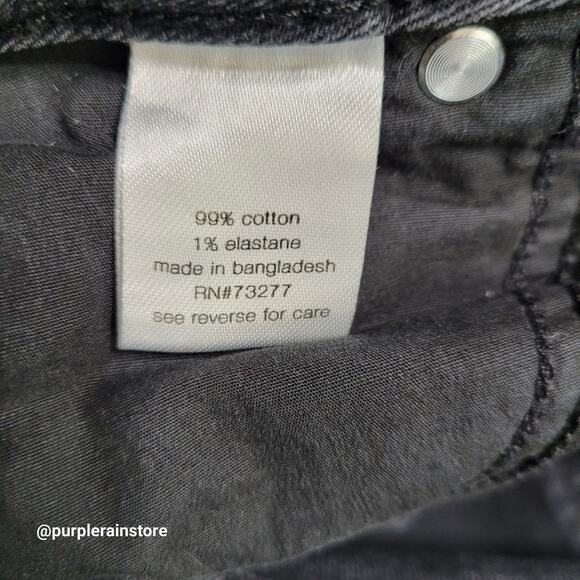 99% cotton
1% elastane
made in bangladesh
RN#73277
see reverse for care
@purplerainstore